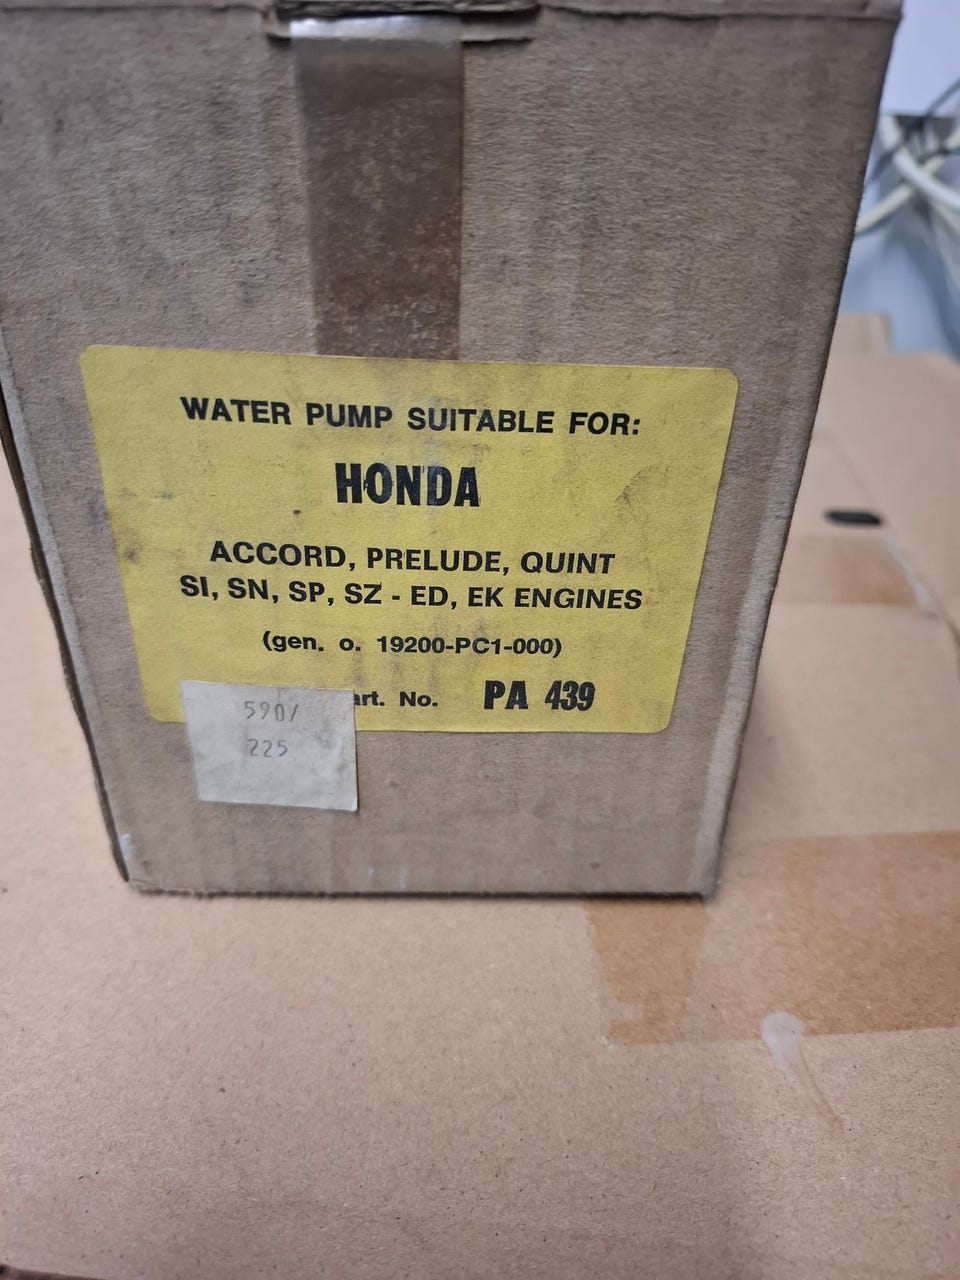 WATER PUMP SUITABLE FOR:
HONDA
ACCORD, PRELUDE, QUINT
SI, SN, SP, SZ - ED, EK ENGINES
(gen. o. 19200-PC1-000)
art. No. PA 439
590/
225